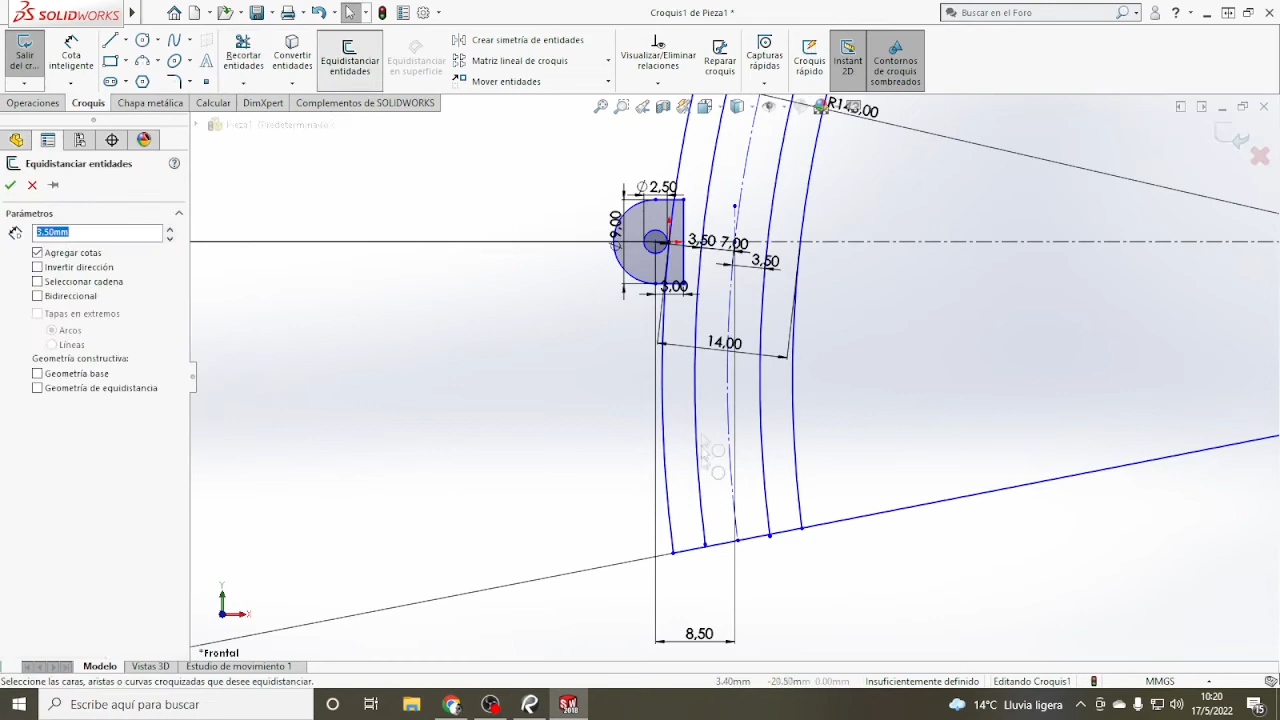 SOLIDWORKS
Croquis1 de Pieza1 *
Buscar en el Foro
Salir del cr...
Cota inteligente
Recortar entidades
Convertir entidades
Equidistanciar entidades
Equidistanciar en superficie
Crear simetría de entidades
Matriz lineal de croquis
Mover entidades
Visualizar/Eliminar relaciones
Reparar croquis
Capturas rápidas
Croquis rápido
Instant 2D
Contornos de croquis sombreados
Operaciones
Croquis
Chapa metálica
Calcular
DimXpert
Complementos de SOLIDWORKS
Pieza1 (Predeterminado
Equidistanciar entidades
Parámetros
3.50mm
Agregar cotas
Invertir dirección
Seleccionar cadena
Bidireccional
Tapas en extremos
Arcos
Líneas
Geometría constructiva:
Geometría base
Geometría de equidistancia
∅ 2,50
∅ 9,00
3,50
7,00
3,50
3,00
14,00
8,50
Y
X
*Frontal
Modelo
Vistas 3D
Estudio de movimiento 1
Seleccione las caras, aristas o curvas croquizadas que desee equidistanciar.
3.40mm
-20.50mm
0.00mm
Insuficientemente definido
Editando Croquis1
MMGS
Escribe aquí para buscar
14°C
Lluvia ligera
10:20
17/5/2022